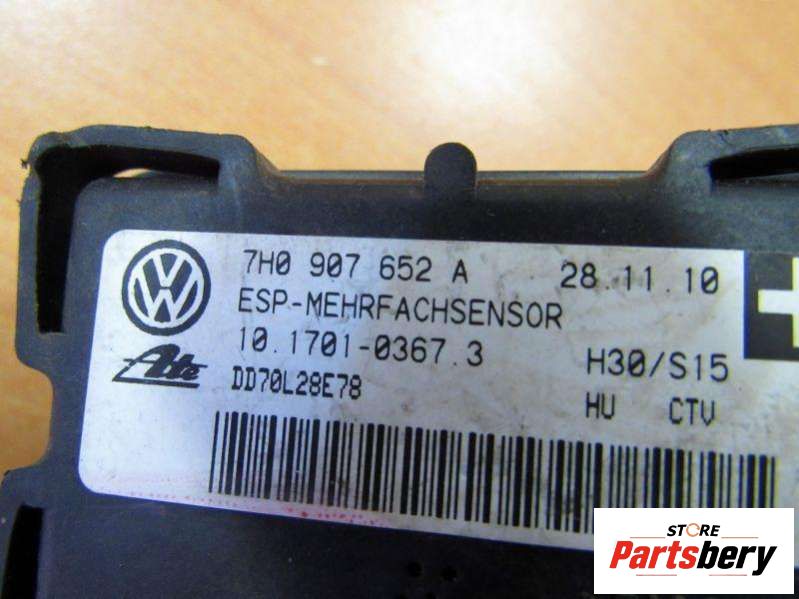 7H0 907 652 A 28.11.10
ESP-MEHRFACHSENSOR
10.1701-0367.3 H30/S15
Ate DD70L28E78 HU CTV
STORE
Partsbery